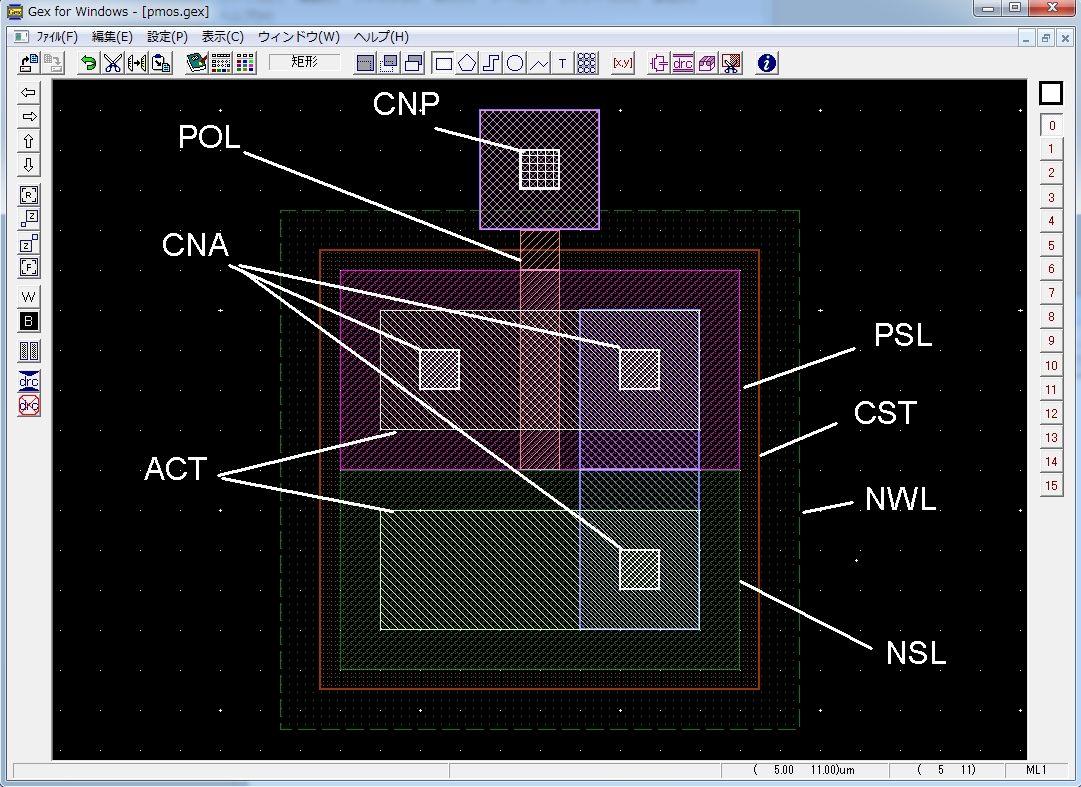 Gex for Windows - [pmos.gex]
ﾌｧｲﾙ(F) 編集(E) 設定(P) 表示(C) ウィンドウ(W) ヘルプ(H)
矩形
T
[x,y]
drc
i
[R]
z
z
[F]
W
B
drc
drc
0
1
2
3
4
5
6
7
8
9
10
11
12
13
14
15
CNP
POL
CNA
PSL
CST
ACT
NWL
NSL
( 5.00 11.00)um ( 5 11) ML1